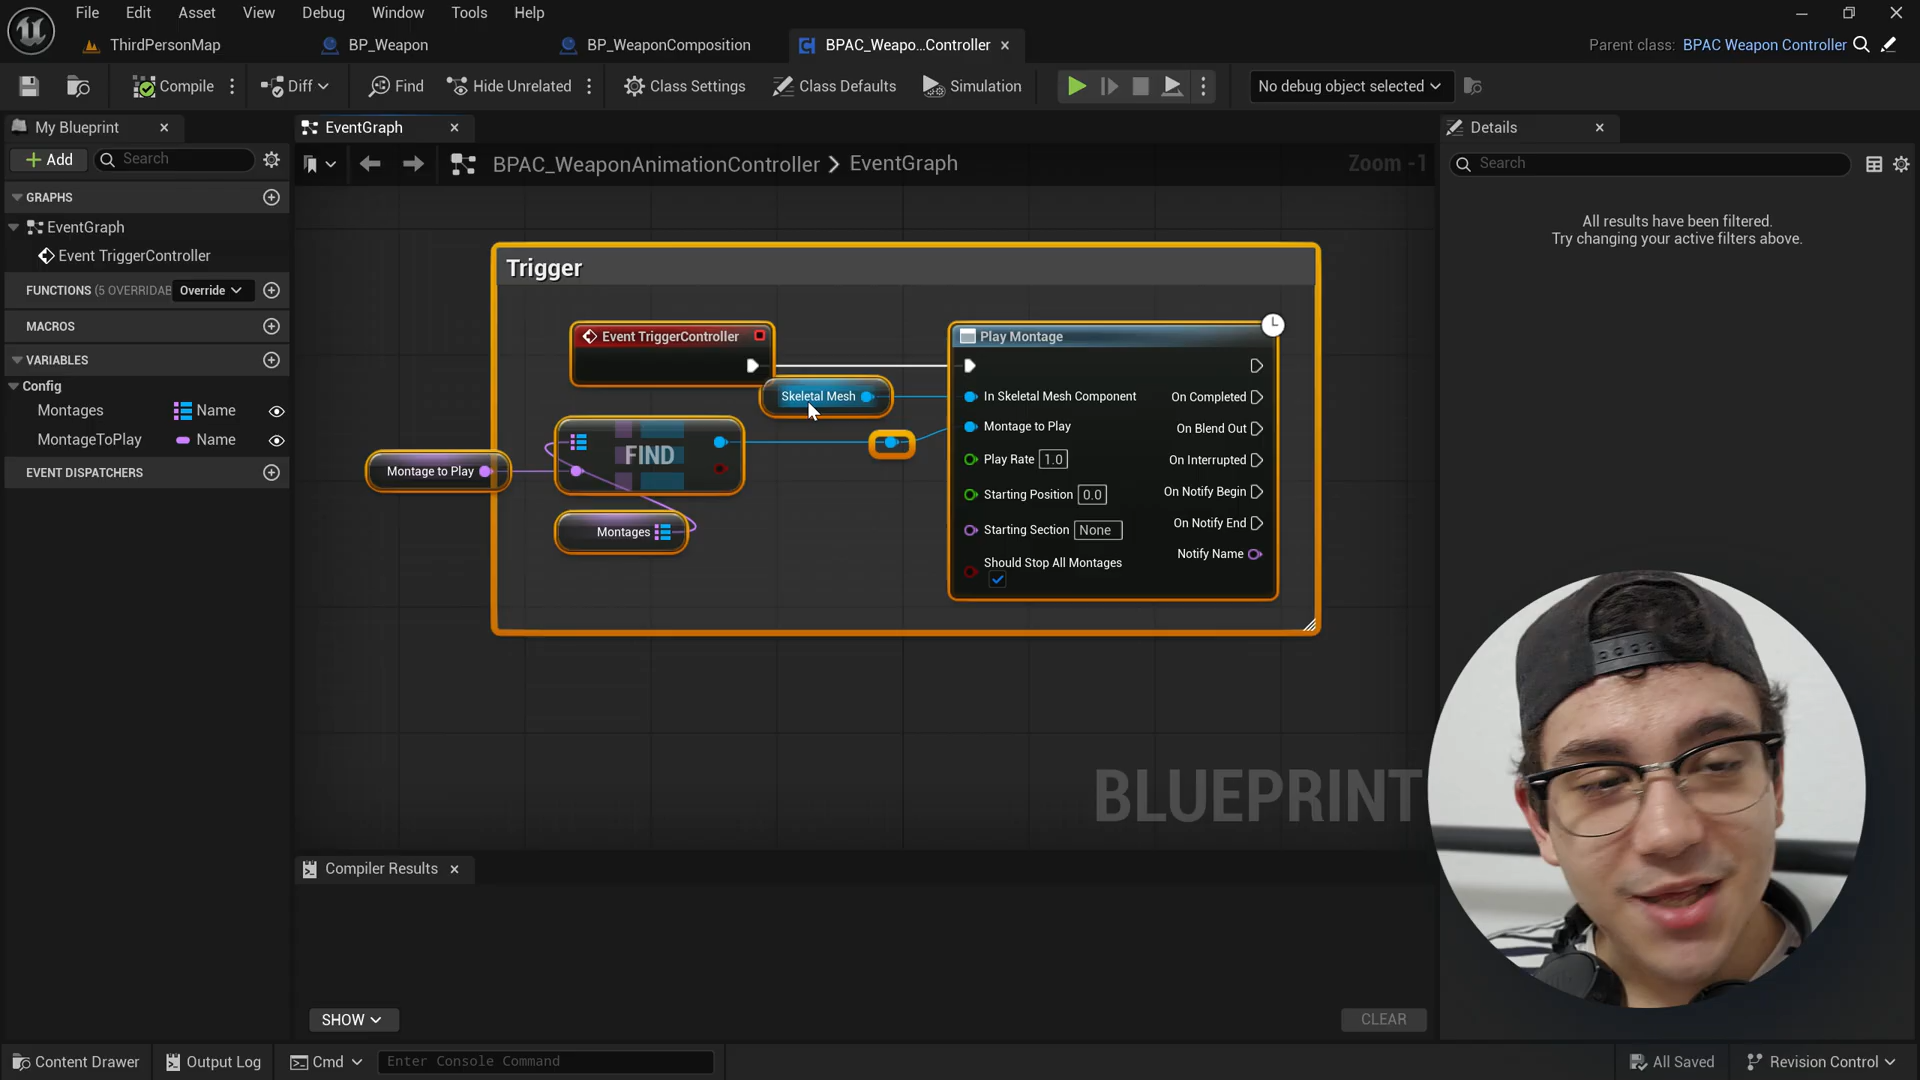 File Edit Asset View Debug Window Tools Help
ThirdPersonMap BP_Weapon BP_WeaponComposition BPAC_Weapo...Controller Parent class: BPAC Weapon Controller
Compile Diff Find Hide Unrelated Class Settings Class Defaults Simulation No debug object selected
My Blueprint EventGraph Details
Add Search BPAC_WeaponAnimationController > EventGraph Zoom -1 Search
GRAPHS
EventGraph
Event TriggerController
FUNCTIONS (5 OVERRIDAB Override
MACROS
VARIABLES
Config
Montages Name
MontageToPlay Name
EVENT DISPATCHERS
All results have been filtered.
Try changing your active filters above.
Trigger
Event TriggerController
Skeletal Mesh
Montage to Play
FIND
Montages
Play Montage
In Skeletal Mesh Component On Completed
Montage to Play On Blend Out
Play Rate 1.0 On Interrupted
Starting Position 0.0 On Notify Begin
Starting Section None On Notify End
Should Stop All Montages Notify Name
BLUEPRINT
Compiler Results
SHOW CLEAR
Content Drawer Output Log Cmd Enter Console Command All Saved Revision Control